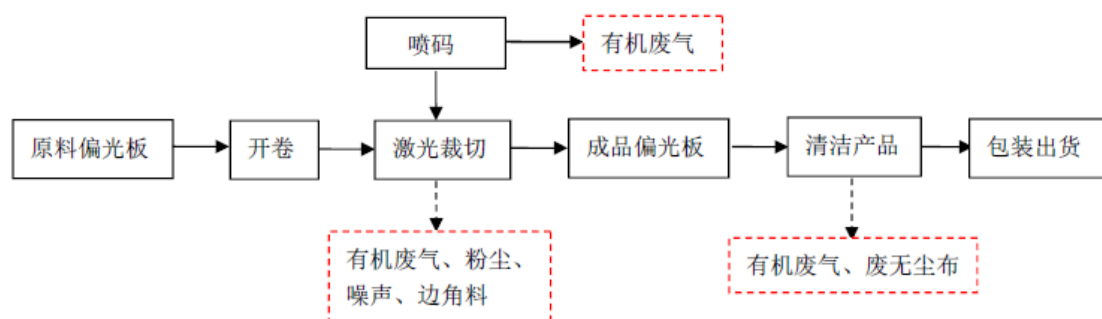 喷码
有机废气
原料偏光板
开卷
激光裁切
成品偏光板
清洁产品
包装出货
有机废气、粉尘、
噪声、边角料
有机废气、废无尘布